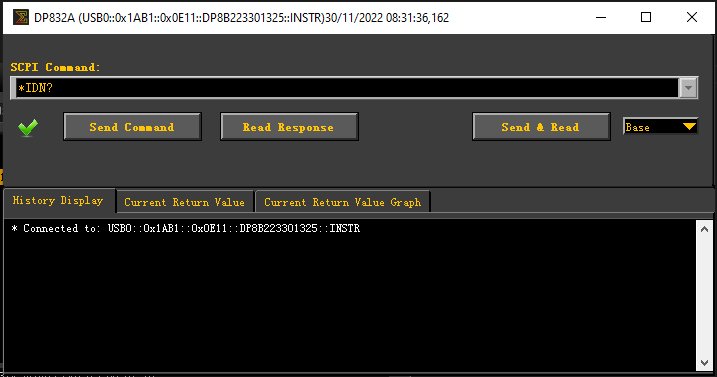 DP832A (USB0::0x1AB1::0x0E11::DP8B223301325::INSTR)30/11/2022 08:31:36,162
SCPI Command:
*IDN?
Send Command Read Response Send & Read Base
History Display Current Return Value Current Return Value Graph
* Connected to: USB0::0x1AB1::0x0E11::DP8B223301325::INSTR